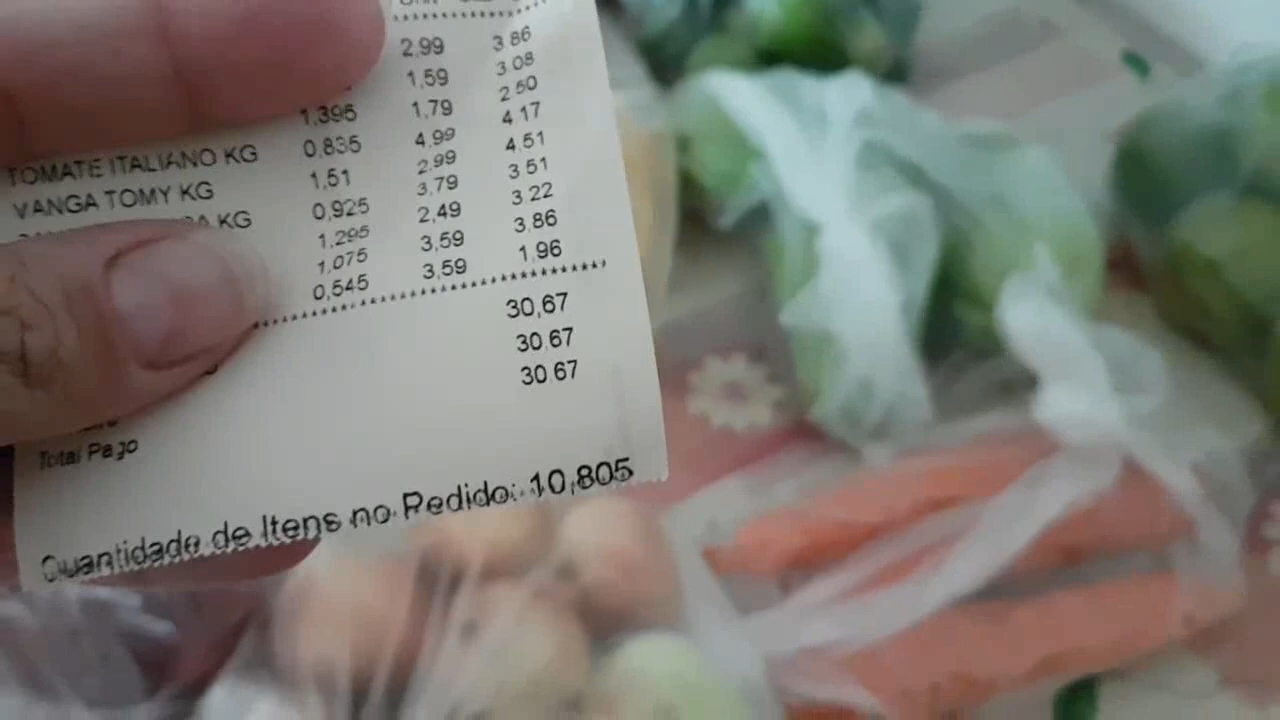 2,99 3 86
1,59 3 08
1,395 1,79 2 50
TOMATE ITALIANO KG 0,835 4,99 4 17
VANGA TOMY KG 1,51 2,99 4,51
KG 0,925 3,79 3 51
1,295 2,49 3 22
1,075 3,59 3,86
0,545 3,59 1,96
30,67
30,67
30 67
Total Pago
Quantidade de Itens no Pedido: 10,805